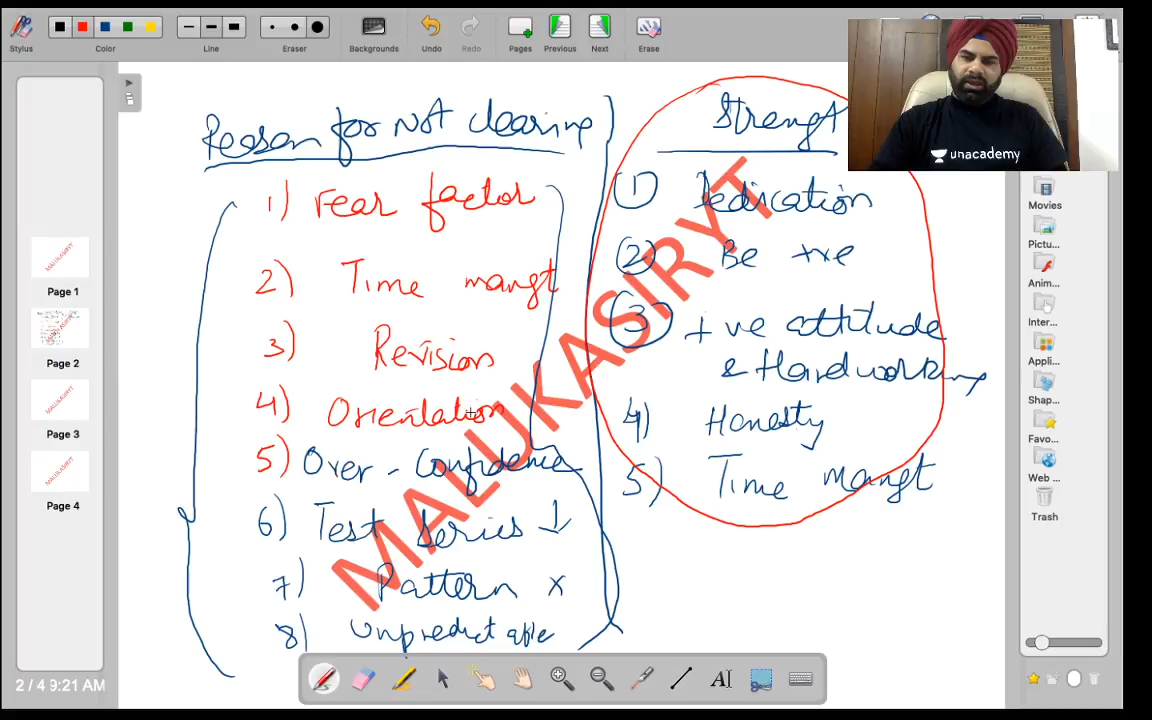 Stylus
Color
Line
Eraser
Backgrounds
Undo
Redo
Pages
Previous
Next
Erase
unacademy
Reason for Not clearing
1) Fear factor
2) Time mangt
3) Revision
4) Orientation
5) Over - Confidence
6) Test Series ↓
7) Pattern x
8) Unpredictable
Strengt
(1) Dedication
(2) Be +ve
(3) +ve attitude
& Hardworking
4) Honesty
5) Time mangt
MALUKASIRYT
Page 1
Page 2
Page 3
Page 4
2 / 4 9:21 AM
Movies
Pictu...
Anim...
Inter...
Appli...
Shap...
Favo...
Web ...
Trash